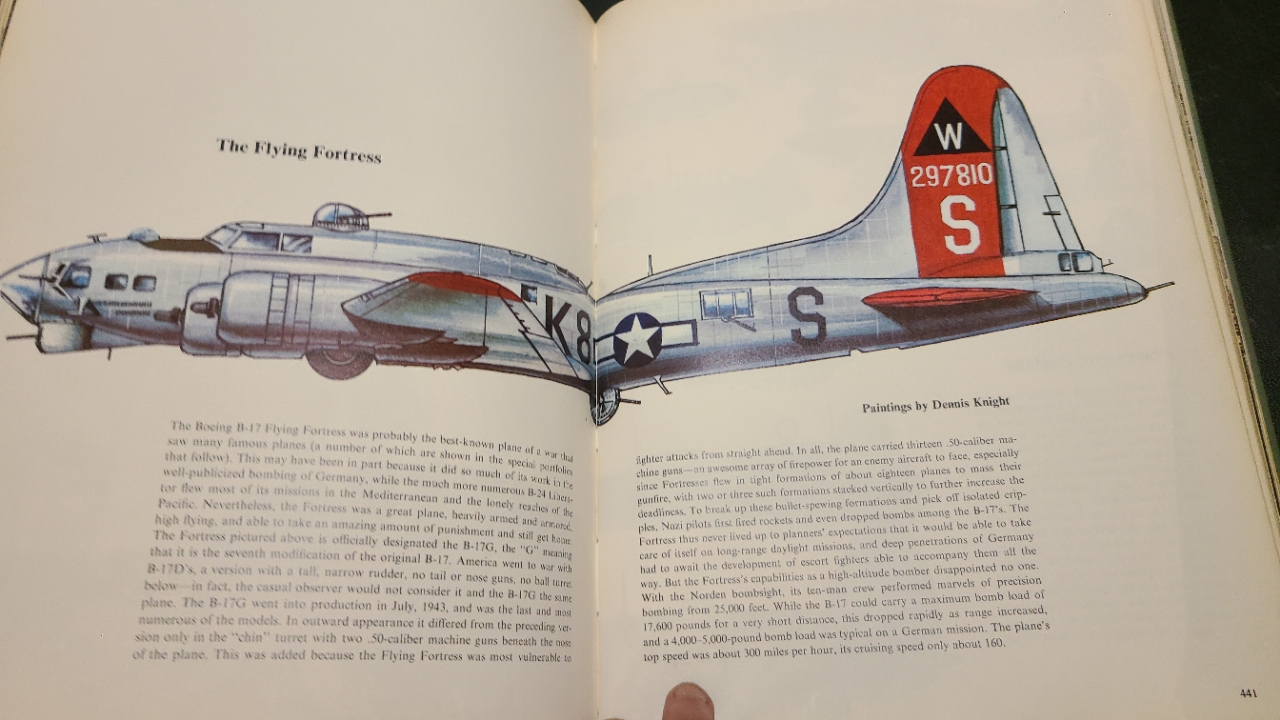 The Flying Fortress
K8
W
297810
S
S
Paintings by Dennis Knight
The Boeing B-17 Flying Fortress was probably the best-known plane of a war that
saw many famous planes (a number of which are shown in the special portfolios
that follow). This may have been in part because it did so much of its work in the
well-publicized bombing of Germany, while the much more numerous B-24 Libera-
tor flew most of its missions in the Mediterranean and the lonely reaches of the
Pacific. Nevertheless, the Fortress was a great plane, heavily armed and armored,
high flying, and able to take an amazing amount of punishment and still get home.
The Fortress pictured above is officially designated the B-17G, the "G" meaning
that it is the seventh modification of the original B-17. America went to war with
B-17D's, a version with a tall, narrow rudder, no tail or nose guns, no ball turret
below—in fact, the casual observer would not consider it and the B-17G the same
plane. The B-17G went into production in July, 1943, and was the last and most
numerous of the models. In outward appearance it differed from the preceding ver-
sion only in the "chin" turret with two .50-caliber machine guns beneath the nose
of the plane. This was added because the Flying Fortress was most vulnerable to
fighter attacks from straight ahead. In all, the plane carried thirteen .50-caliber ma-
chine guns—an awesome array of firepower for an enemy aircraft to face, especially
since Fortresses flew in tight formations of about eighteen planes to mass their
gunfire, with two or three such formations stacked vertically to further increase the
deadliness. To break up these bullet-spewing formations and pick off isolated crip-
ples, Nazi pilots first fired rockets and even dropped bombs among the B-17's. The
Fortress thus never lived up to planners' expectations that it would be able to take
care of itself on long-range daylight missions, and deep penetrations of Germany
had to await the development of escort fighters able to accompany them all the
way. But the Fortress's capabilities as a high-altitude bomber disappointed no one.
With the Norden bombsight, its ten-man crew performed marvels of precision
bombing from 25,000 feet. While the B-17 could carry a maximum bomb load of
17,600 pounds for a very short distance, this dropped rapidly as range increased,
and a 4,000–5,000-pound bomb load was typical on a German mission. The plane's
top speed was about 300 miles per hour, its cruising speed only about 160.
441